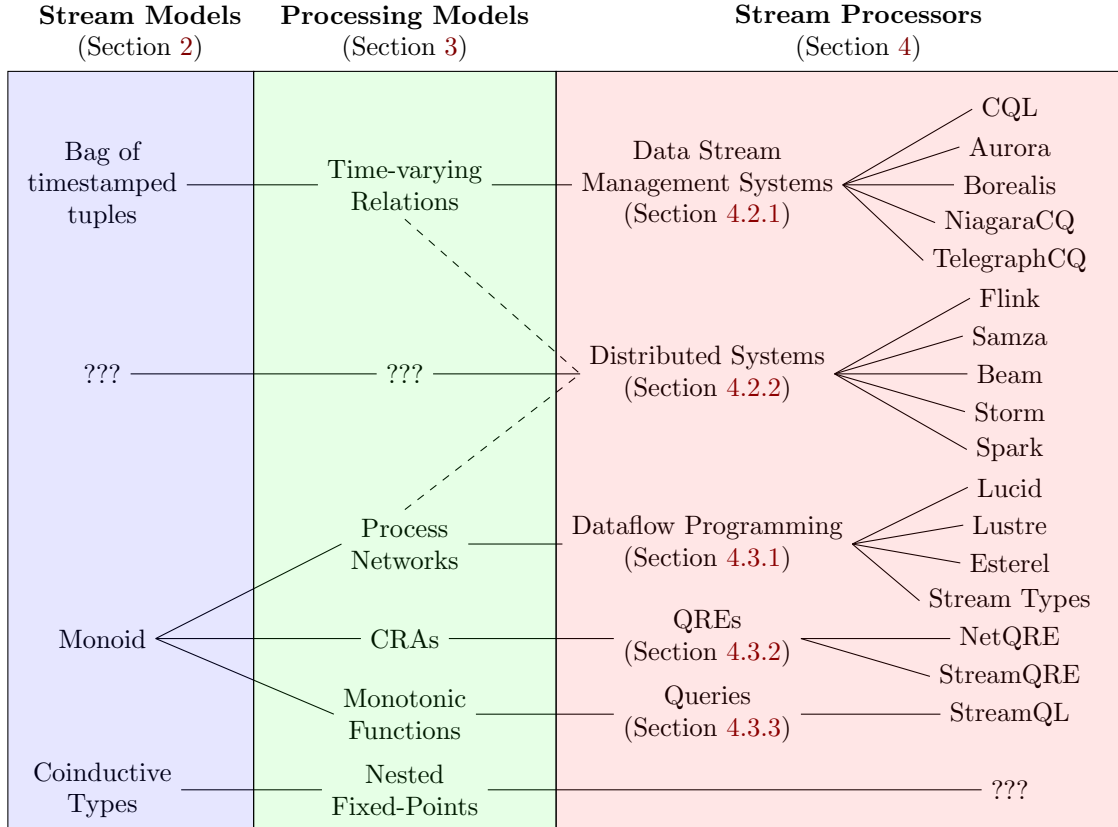 Stream Models
(Section 2)
Processing Models
(Section 3)
Stream Processors
(Section 4)
Bag of
timestamped
tuples
Time-varying
Relations
Data Stream
Management Systems
(Section 4.2.1)
CQL
Aurora
Borealis
NiagaraCQ
TelegraphCQ
???
???
Distributed Systems
(Section 4.2.2)
Flink
Samza
Beam
Storm
Spark
Monoid
Process
Networks
Dataflow Programming
(Section 4.3.1)
Lucid
Lustre
Esterel
Stream Types
CRAs
QREs
(Section 4.3.2)
NetQRE
StreamQRE
Monotonic
Functions
Queries
(Section 4.3.3)
StreamQL
Coinductive
Types
Nested
Fixed-Points
???